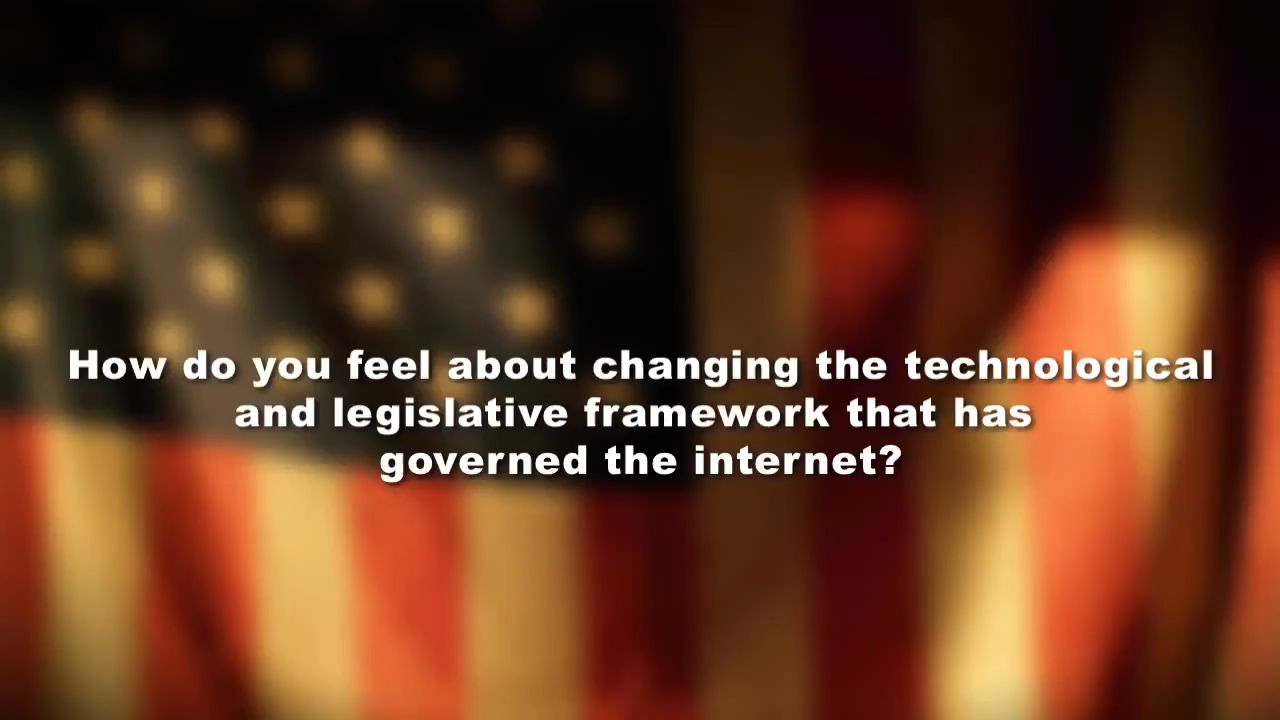 How do you feel about changing the technological
and legislative framework that has
governed the internet?